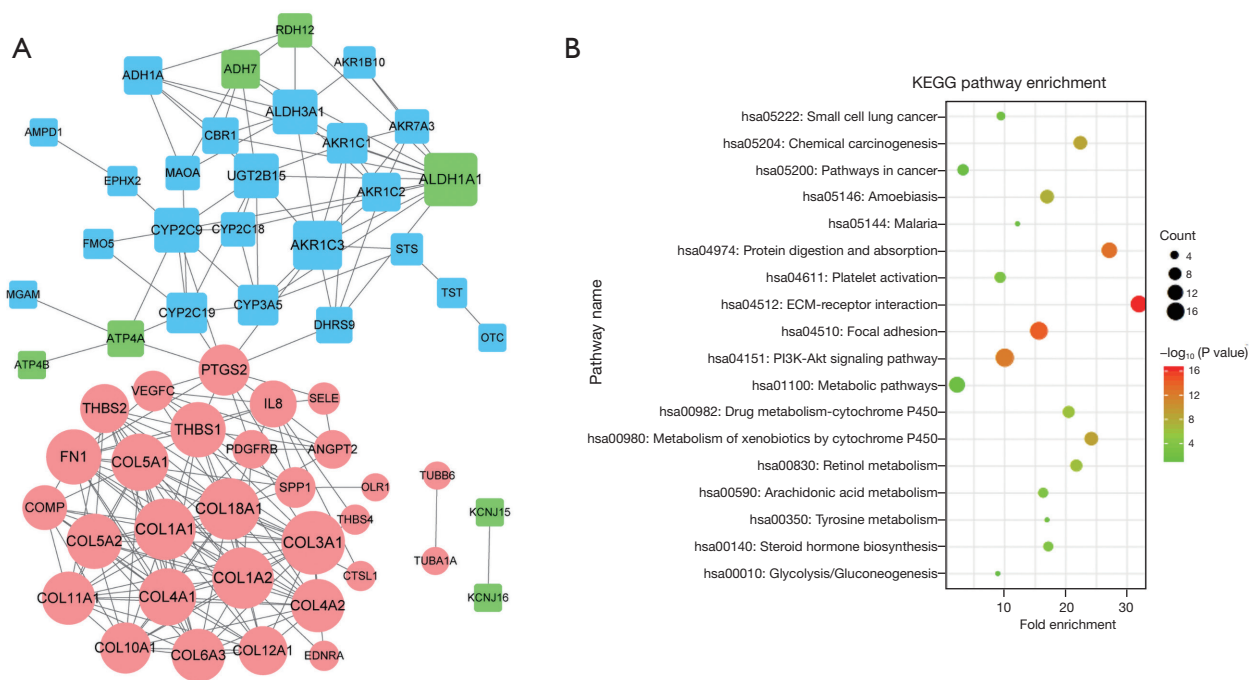 A
RDH12
ADH7
ADH1A
AKR1B10
ALDH3A1
AMPD1
CBR1
AKR1C1
AKR7A3
MAOA
UGT2B15
ALDH1A1
EPHX2
AKR1C2
CYP2C9
CYP2C18
AKR1C3
FMO5
STS
MGAM
TST
CYP2C19
CYP3A5
DHRS9
OTC
ATP4A
ATP4B
PTGS2
VEGFC
IL8
SELE
THBS2
THBS1
PDGFRB
ANGPT2
FN1
COL5A1
SPP1
OLR1
TUBB6
COMP
COL18A1
THBS4
KCNJ15
COL1A1
COL3A1
COL5A2
TUBA1A
COL1A2
CTSL1
COL11A1
COL4A1
COL4A2
KCNJ16
COL10A1
COL6A3
COL12A1
EDNRA
B
KEGG pathway enrichment
Pathway name
hsa05222: Small cell lung cancer
hsa05204: Chemical carcinogenesis
hsa05200: Pathways in cancer
hsa05146: Amoebiasis
hsa05144: Malaria
hsa04974: Protein digestion and absorption
hsa04611: Platelet activation
hsa04512: ECM-receptor interaction
hsa04510: Focal adhesion
hsa04151: PI3K-Akt signaling pathway
hsa01100: Metabolic pathways
hsa00982: Drug metabolism-cytochrome P450
hsa00980: Metabolism of xenobiotics by cytochrome P450
hsa00830: Retinol metabolism
hsa00590: Arachidonic acid metabolism
hsa00350: Tyrosine metabolism
hsa00140: Steroid hormone biosynthesis
hsa00010: Glycolysis/Gluconeogenesis
10 20 30
Fold enrichment
Count
4
8
12
16
–log₁₀ (P value)
16
12
8
4